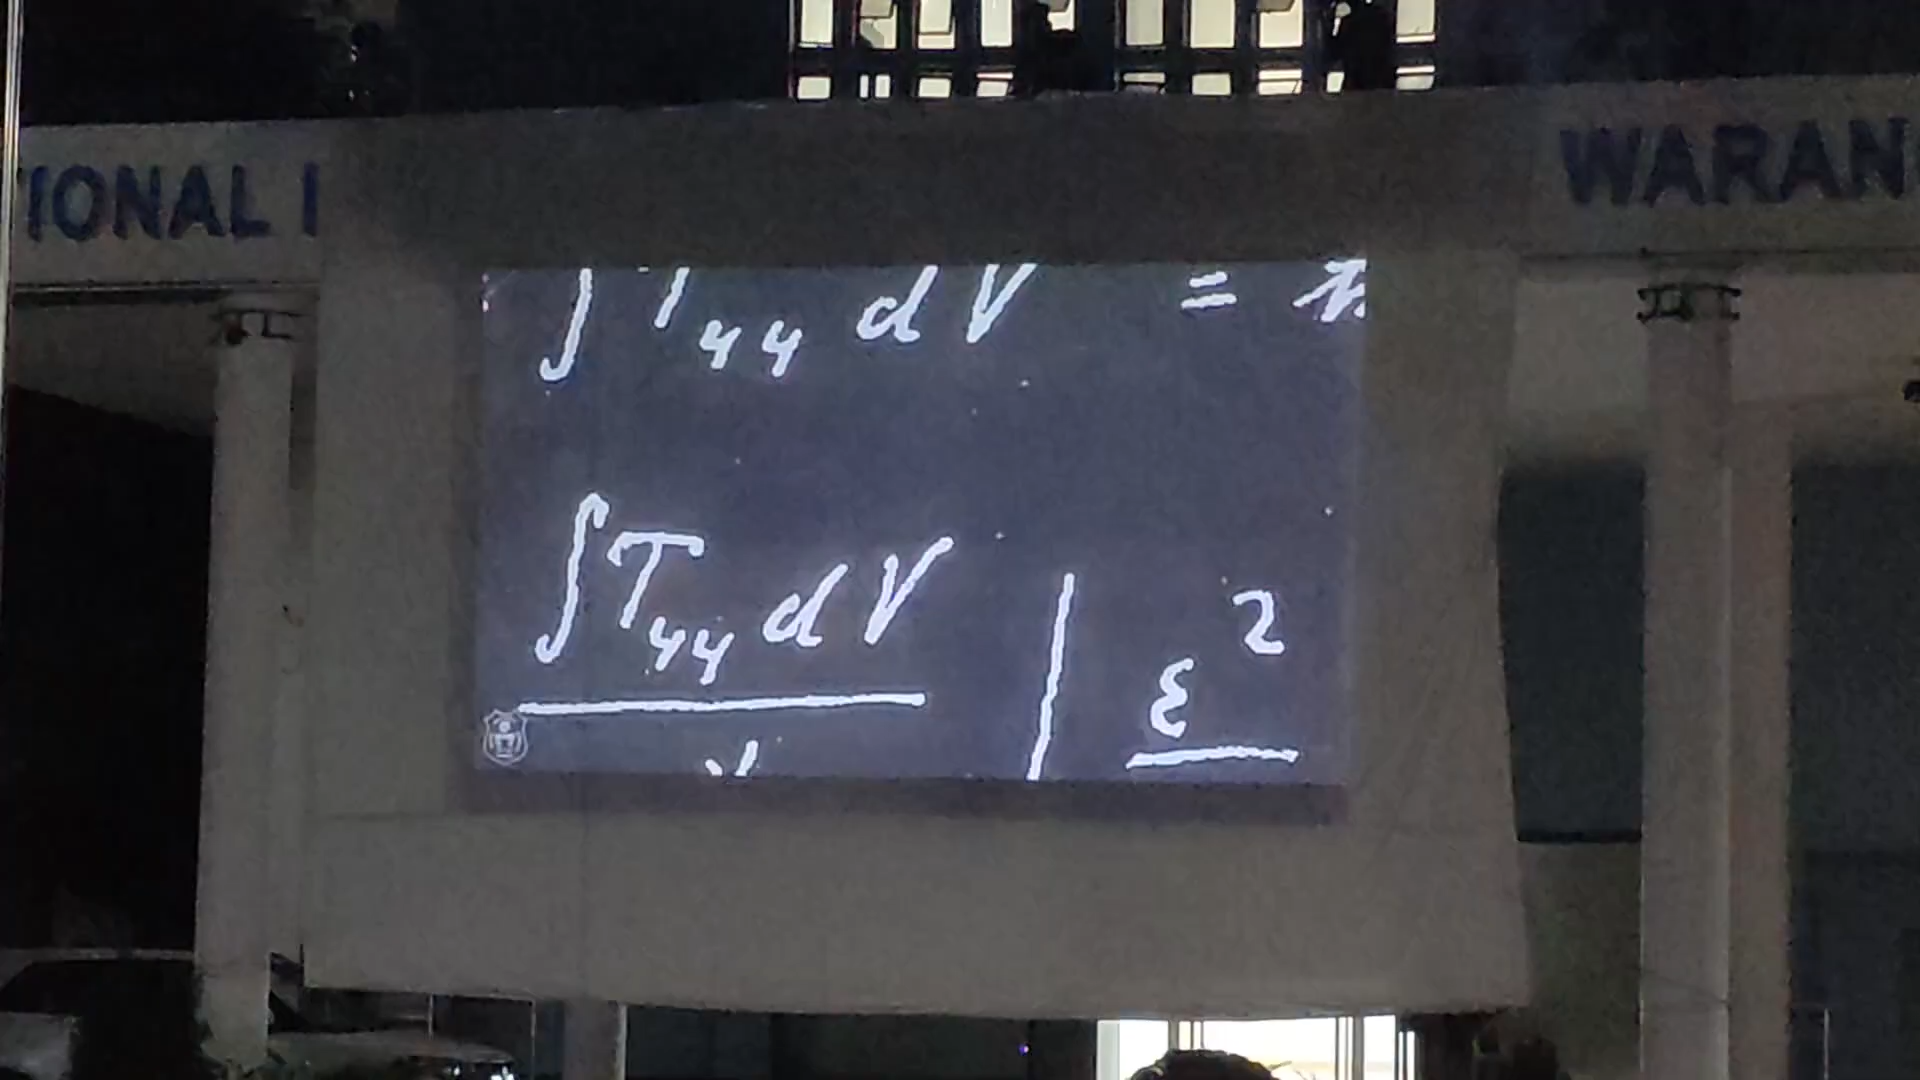 IONAL I WARAN
∫T₄₄ dV =
∫T₄₄ dV | ε²